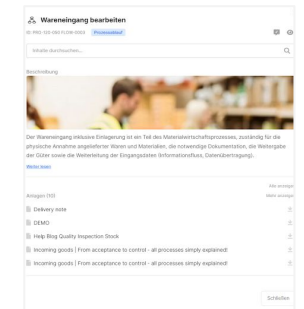 Wareneingang bearbeiten
Prozessablauf
Inhalte durchsuchen...
Beschreibung
Der Wareneingang inklusive Einlagerung ist ein Teil des Materialwirtschaftsprozesses, zuständig für die
physische Annahme angelieferter Waren und Materialien, die notwendige Dokumentation, die Weitergabe
der Güter sowie die Weiterleitung der Eingangsdaten (Informationsfluss, Datenübertragung).
Weiter lesen
Alle anzeigen
Anlagen (10)
Mehr anzeigen
Delivery note
DEMO
Help Blog Quality Inspection Stock
Incoming goods | From acceptance to control - all processes simply explained!
Incoming goods | From acceptance to control - all processes simply explained!
Schließen